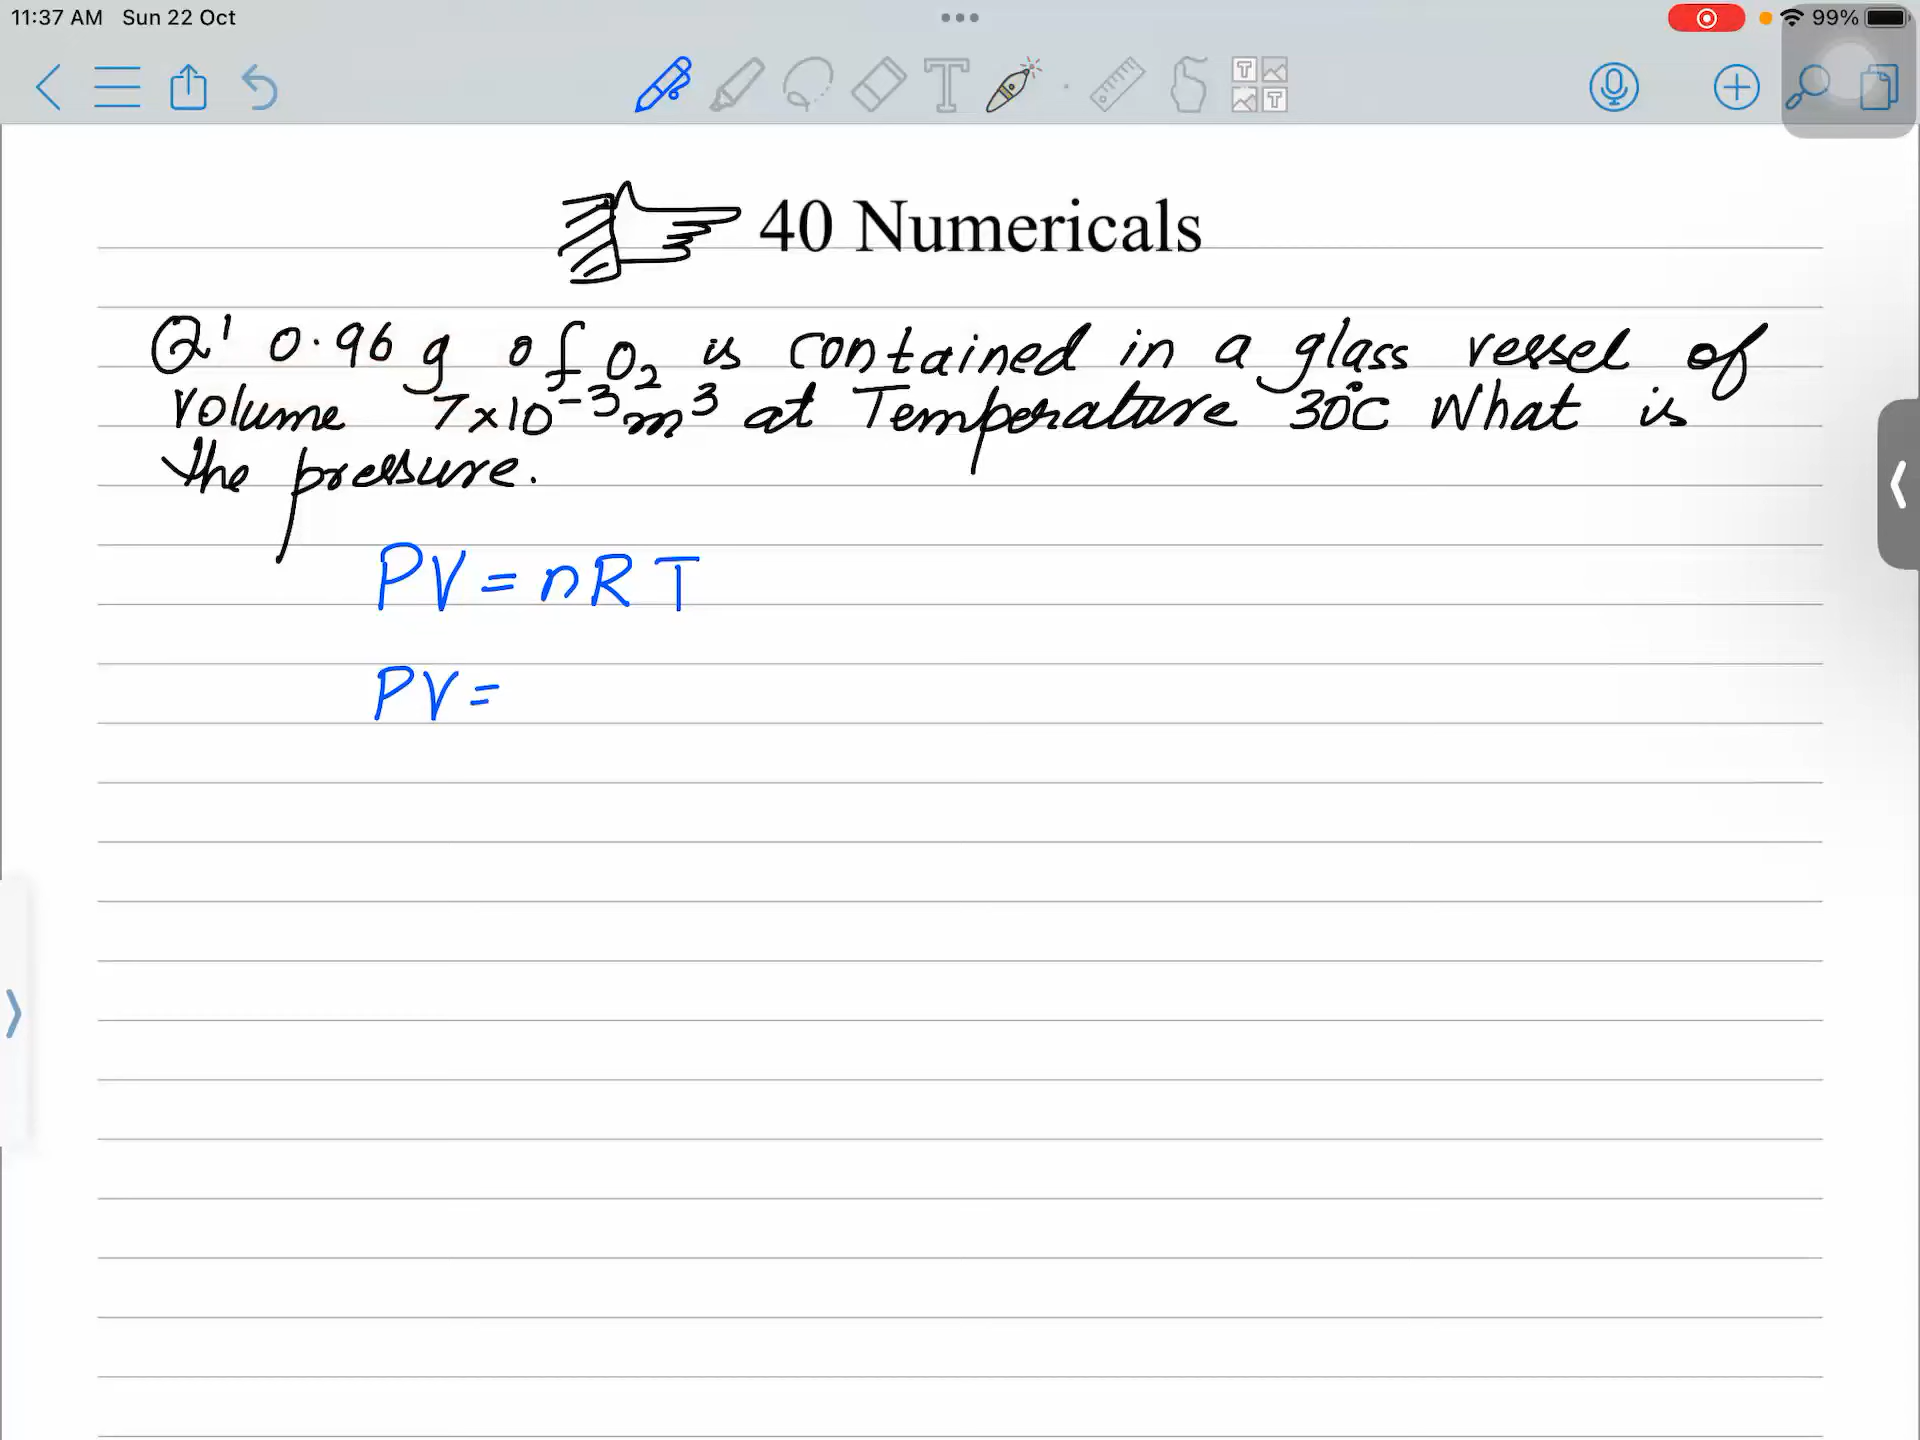 11:37 AM Sun 22 Oct 99%
40 Numericals
Q1 0.96 g of O₂ is contained in a glass vessel of
volume 7×10⁻³m³ at Temperature 30°C What is
the pressure.
PV = nRT
PV =